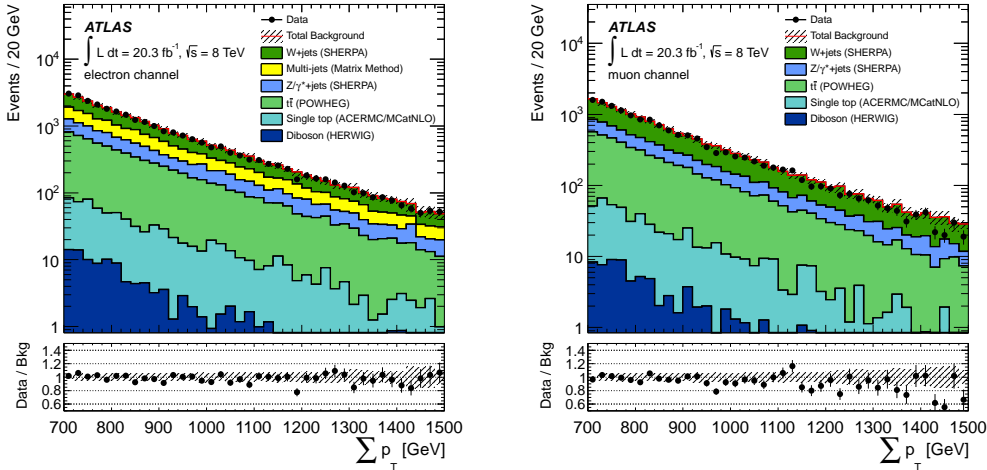 ATLAS
∫ L dt = 20.3 fb⁻¹, √s = 8 TeV
electron channel
Data
Total Background
W+jets (SHERPA)
Multi-jets (Matrix Method)
Z/γ*+jets (SHERPA)
tt̄ (POWHEG)
Single top (ACERMC/MCatNLO)
Diboson (HERWIG)
Events / 20 GeV
10⁴
10³
10²
10
1
Data / Bkg
1.4
1.2
1
0.8
0.6
700 800 900 1000 1100 1200 1300 1400 1500
∑ p_T [GeV]
ATLAS
∫ L dt = 20.3 fb⁻¹, √s = 8 TeV
muon channel
Data
Total Background
W+jets (SHERPA)
Z/γ*+jets (SHERPA)
tt̄ (POWHEG)
Single top (ACERMC/MCatNLO)
Diboson (HERWIG)
Events / 20 GeV
10⁴
10³
10²
10
1
Data / Bkg
1.4
1.2
1
0.8
0.6
700 800 900 1000 1100 1200 1300 1400 1500
∑ p_T [GeV]